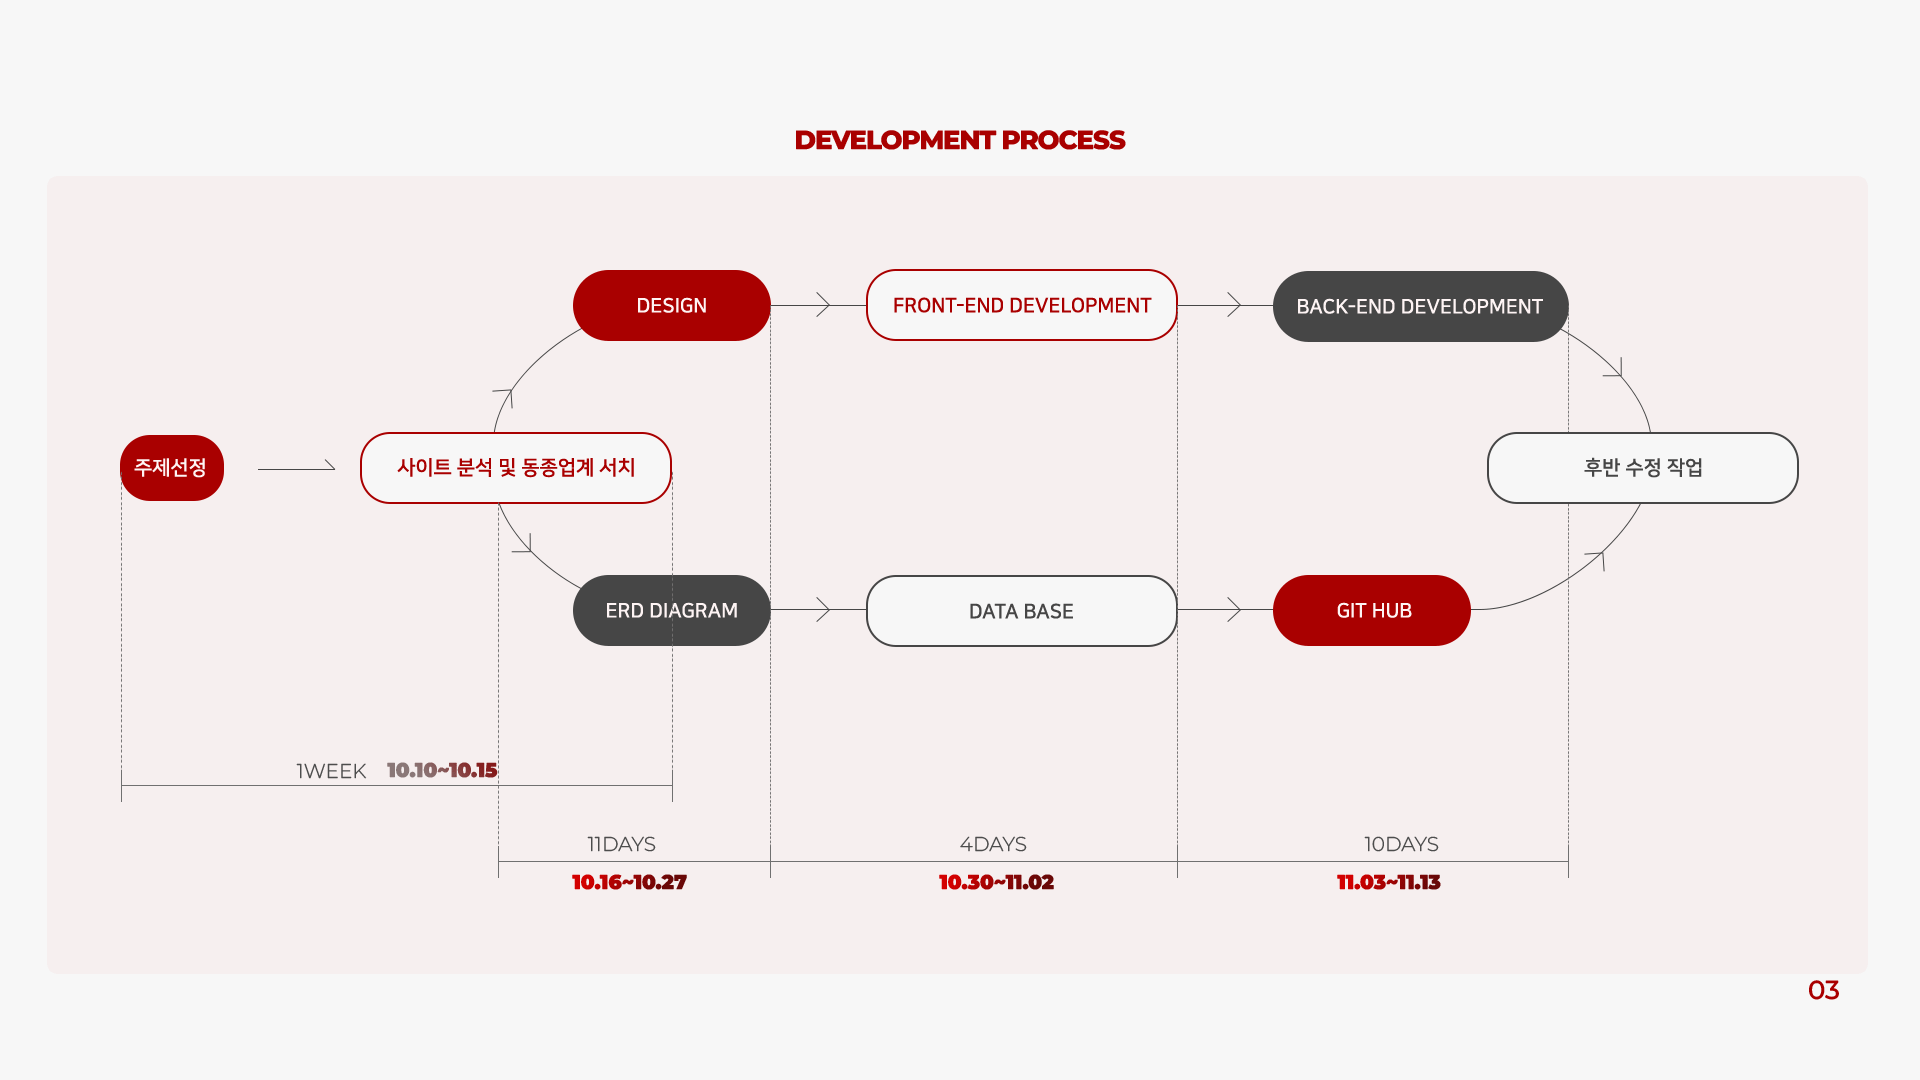 DEVELOPMENT PROCESS
DESIGN
FRONT-END DEVELOPMENT
BACK-END DEVELOPMENT
주제선정
사이트 분석 및 동종업계 서치
후반 수정 작업
ERD DIAGRAM
DATA BASE
GIT HUB
1WEEK 10.10~10.15
11DAYS
10.16~10.27
4DAYS
10.30~11.02
10DAYS
11.03~11.13
03